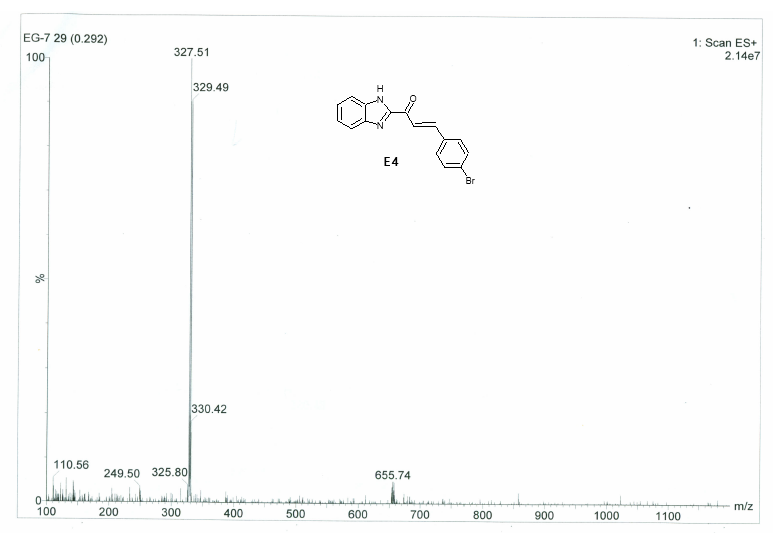 EG-7 29 (0.292)
1: Scan ES+
2.14e7
327.51
100
329.49
H
N
O
N
E4
Br
%
330.42
110.56
249.50
325.80
655.74
0
m/z
100 200 300 400 500 600 700 800 900 1000 1100